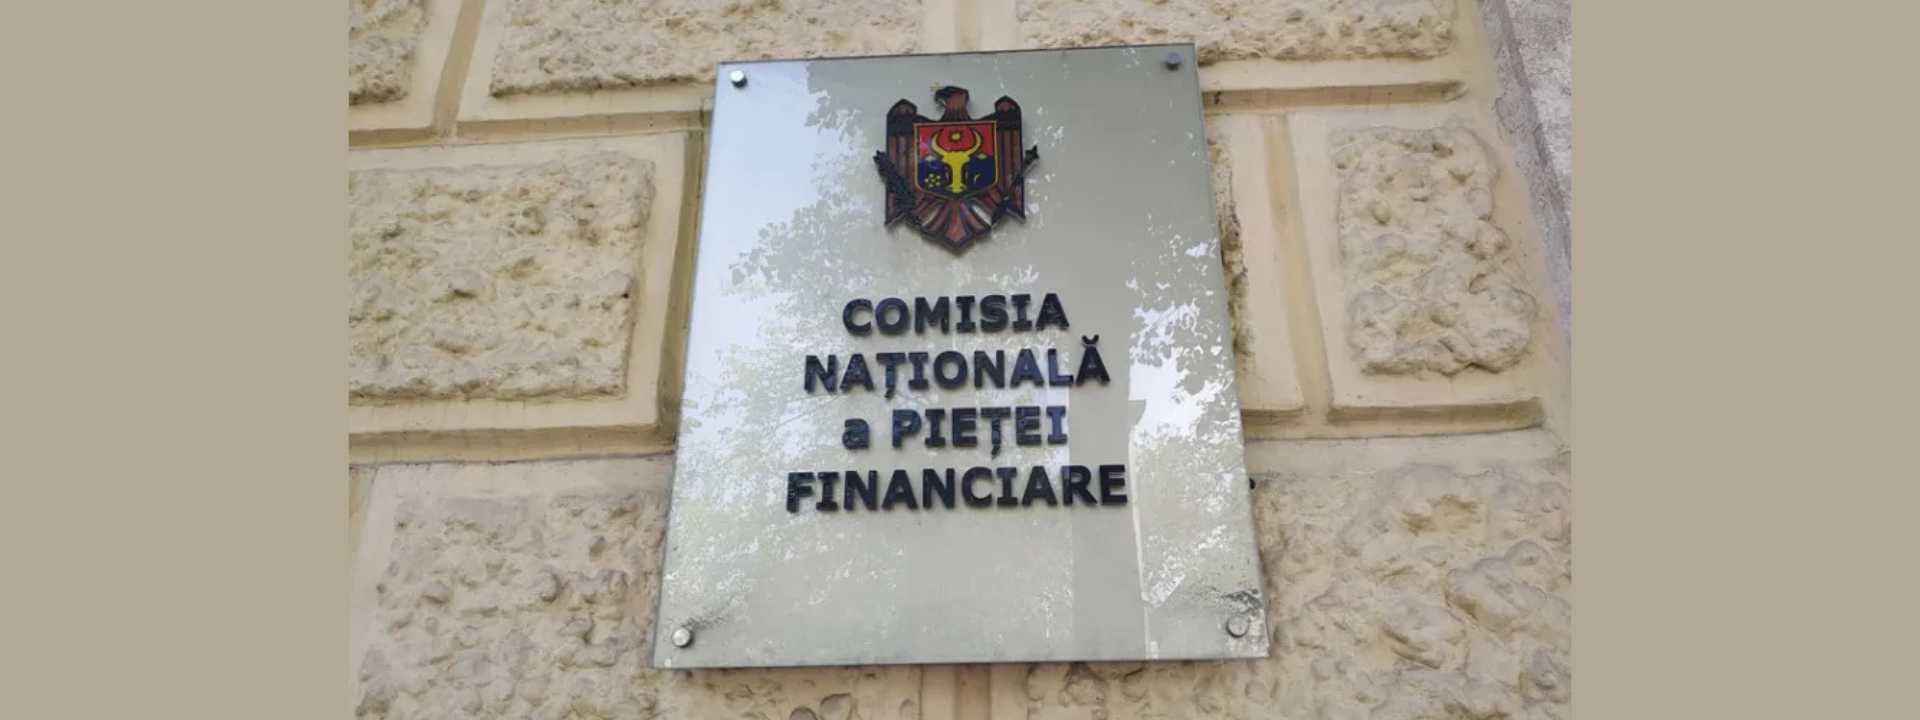 COMISIA
NAȚIONALĂ
a PIEȚEI
FINANCIARE